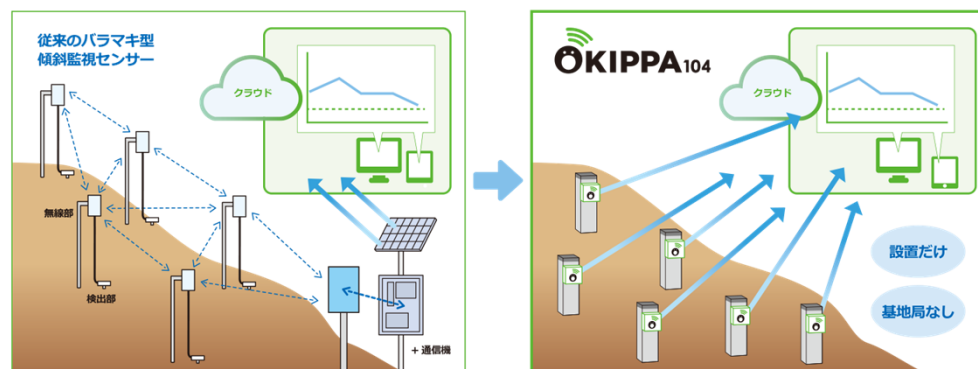 従来のバラマキ型
傾斜監視センサー
クラウド
無線部
検出部
+ 通信機
ÖKIPPA104
クラウド
設置だけ
基地局なし